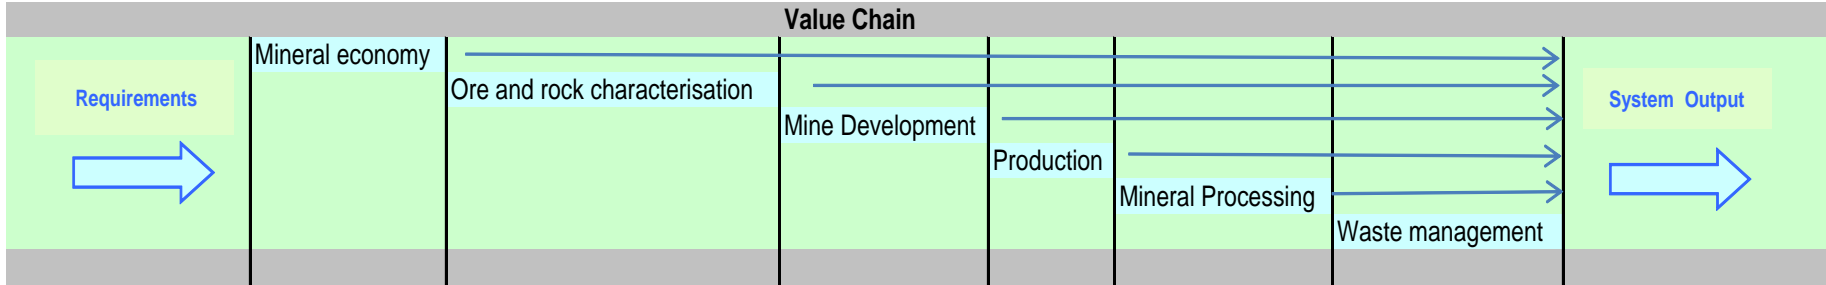 Value Chain
Mineral economy
Requirements
Ore and rock characterisation
System Output
Mine Development
Production
Mineral Processing
Waste management